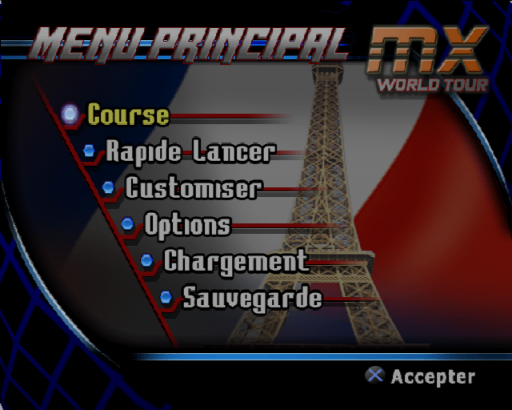 MENU PRINCIPAL
MX
WORLD TOUR
Course
Rapide Lancer
Customiser
Options
Chargement
Sauvegarde
Accepter